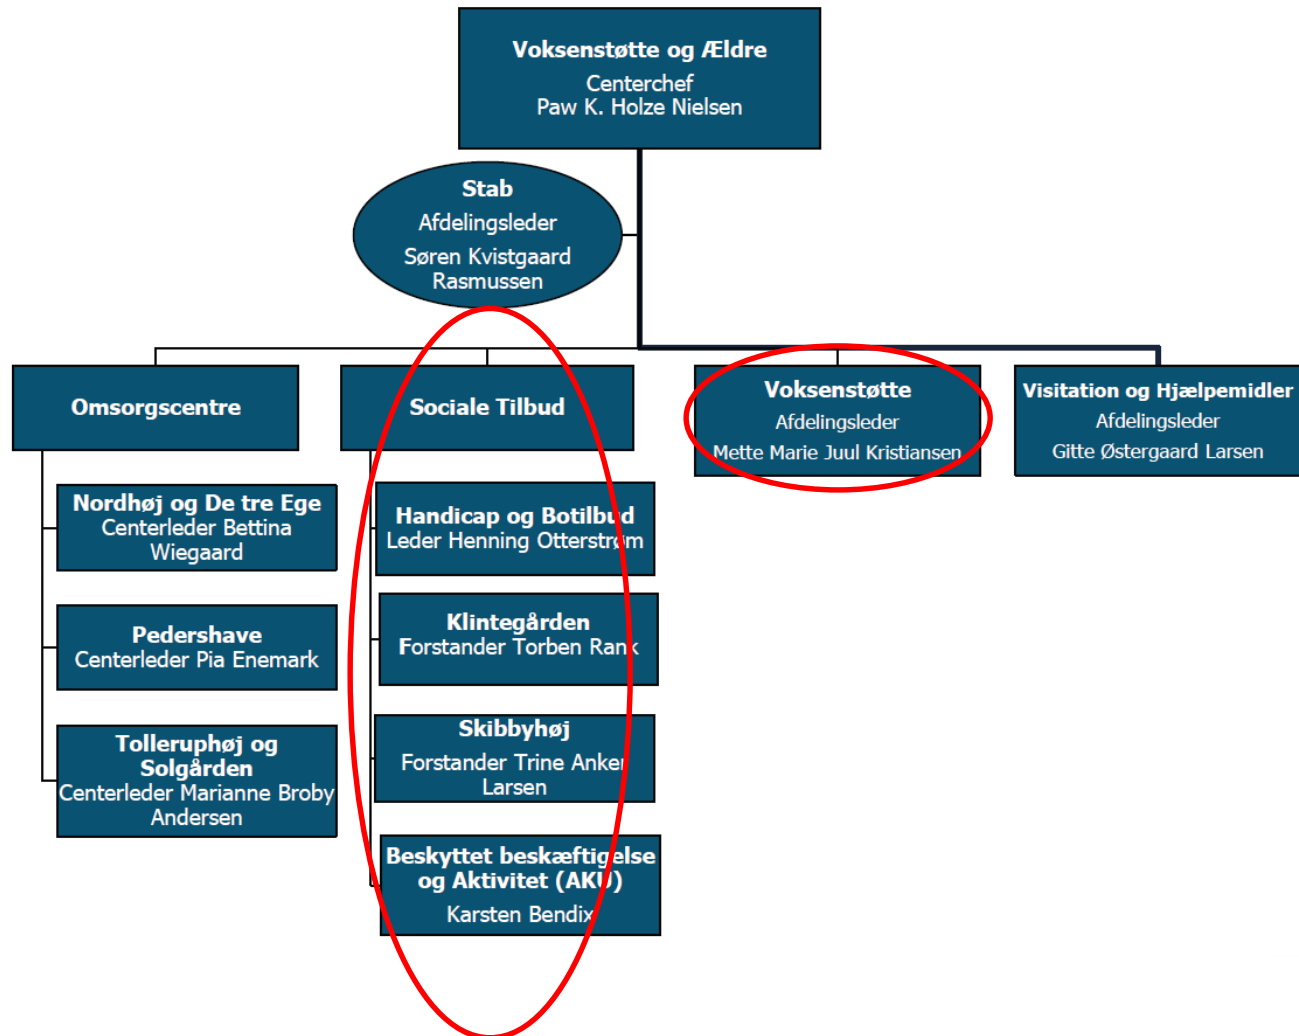 Voksenstøtte og Ældre
Centerchef
Paw K. Holze Nielsen
Stab
Afdelingsleder
Søren Kvistgaard
Rasmussen
Omsorgscentre
Sociale Tilbud
Voksenstøtte
Afdelingsleder
Mette Marie Juul Kristiansen
Visitation og Hjælpemidler
Afdelingsleder
Gitte Østergaard Larsen
Nordhøj og De tre Ege
Centerleder Bettina
Wiegaard
Pedershave
Centerleder Pia Enemark
Tolleruphøj og
Solgården
Centerleder Marianne Broby
Andersen
Handicap og Botilbud
Leder Henning Otterstrøm
Klintegården
Forstander Torben Rank
Skibbyhøj
Forstander Trine Anker
Larsen
Beskyttet beskæftigelse
og Aktivitet (AKU)
Karsten Bendix